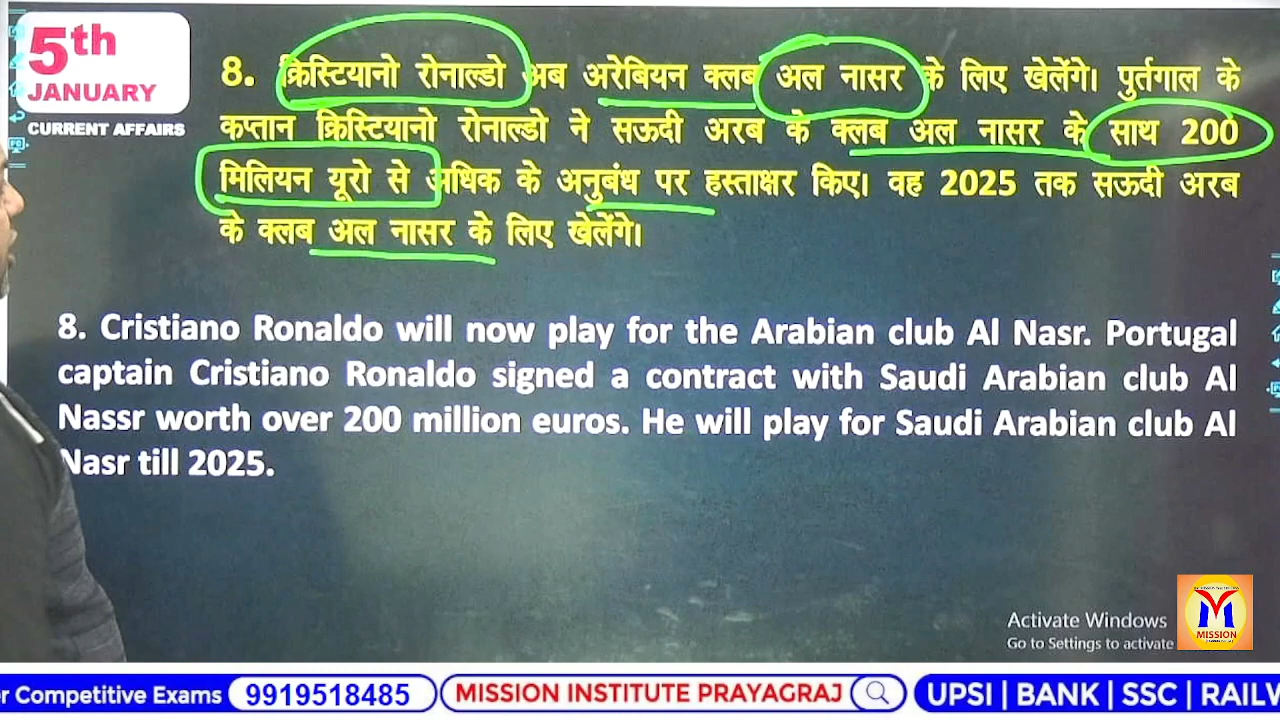 5th
JANUARY
CURRENT AFFAIRS
8. क्रिस्टियानो रोनाल्डो अब अरेबियन क्लब अल नासर के लिए खेलेंगे। पुर्तगाल के
कप्तान क्रिस्टियानो रोनाल्डो ने सऊदी अरब के क्लब अल नासर के साथ 200
मिलियन यूरो से अधिक के अनुबंध पर हस्ताक्षर किए। वह 2025 तक सऊदी अरब
के क्लब अल नासर के लिए खेलेंगे।
8. Cristiano Ronaldo will now play for the Arabian club Al Nasr. Portugal
captain Cristiano Ronaldo signed a contract with Saudi Arabian club Al
Nassr worth over 200 million euros. He will play for Saudi Arabian club Al
Nasr till 2025.
Activate Windows
Go to Settings to activate
MISSION
r Competitive Exams 9919518485 MISSION INSTITUTE PRAYAGRAJ UPSI | BANK | SSC | RAILW